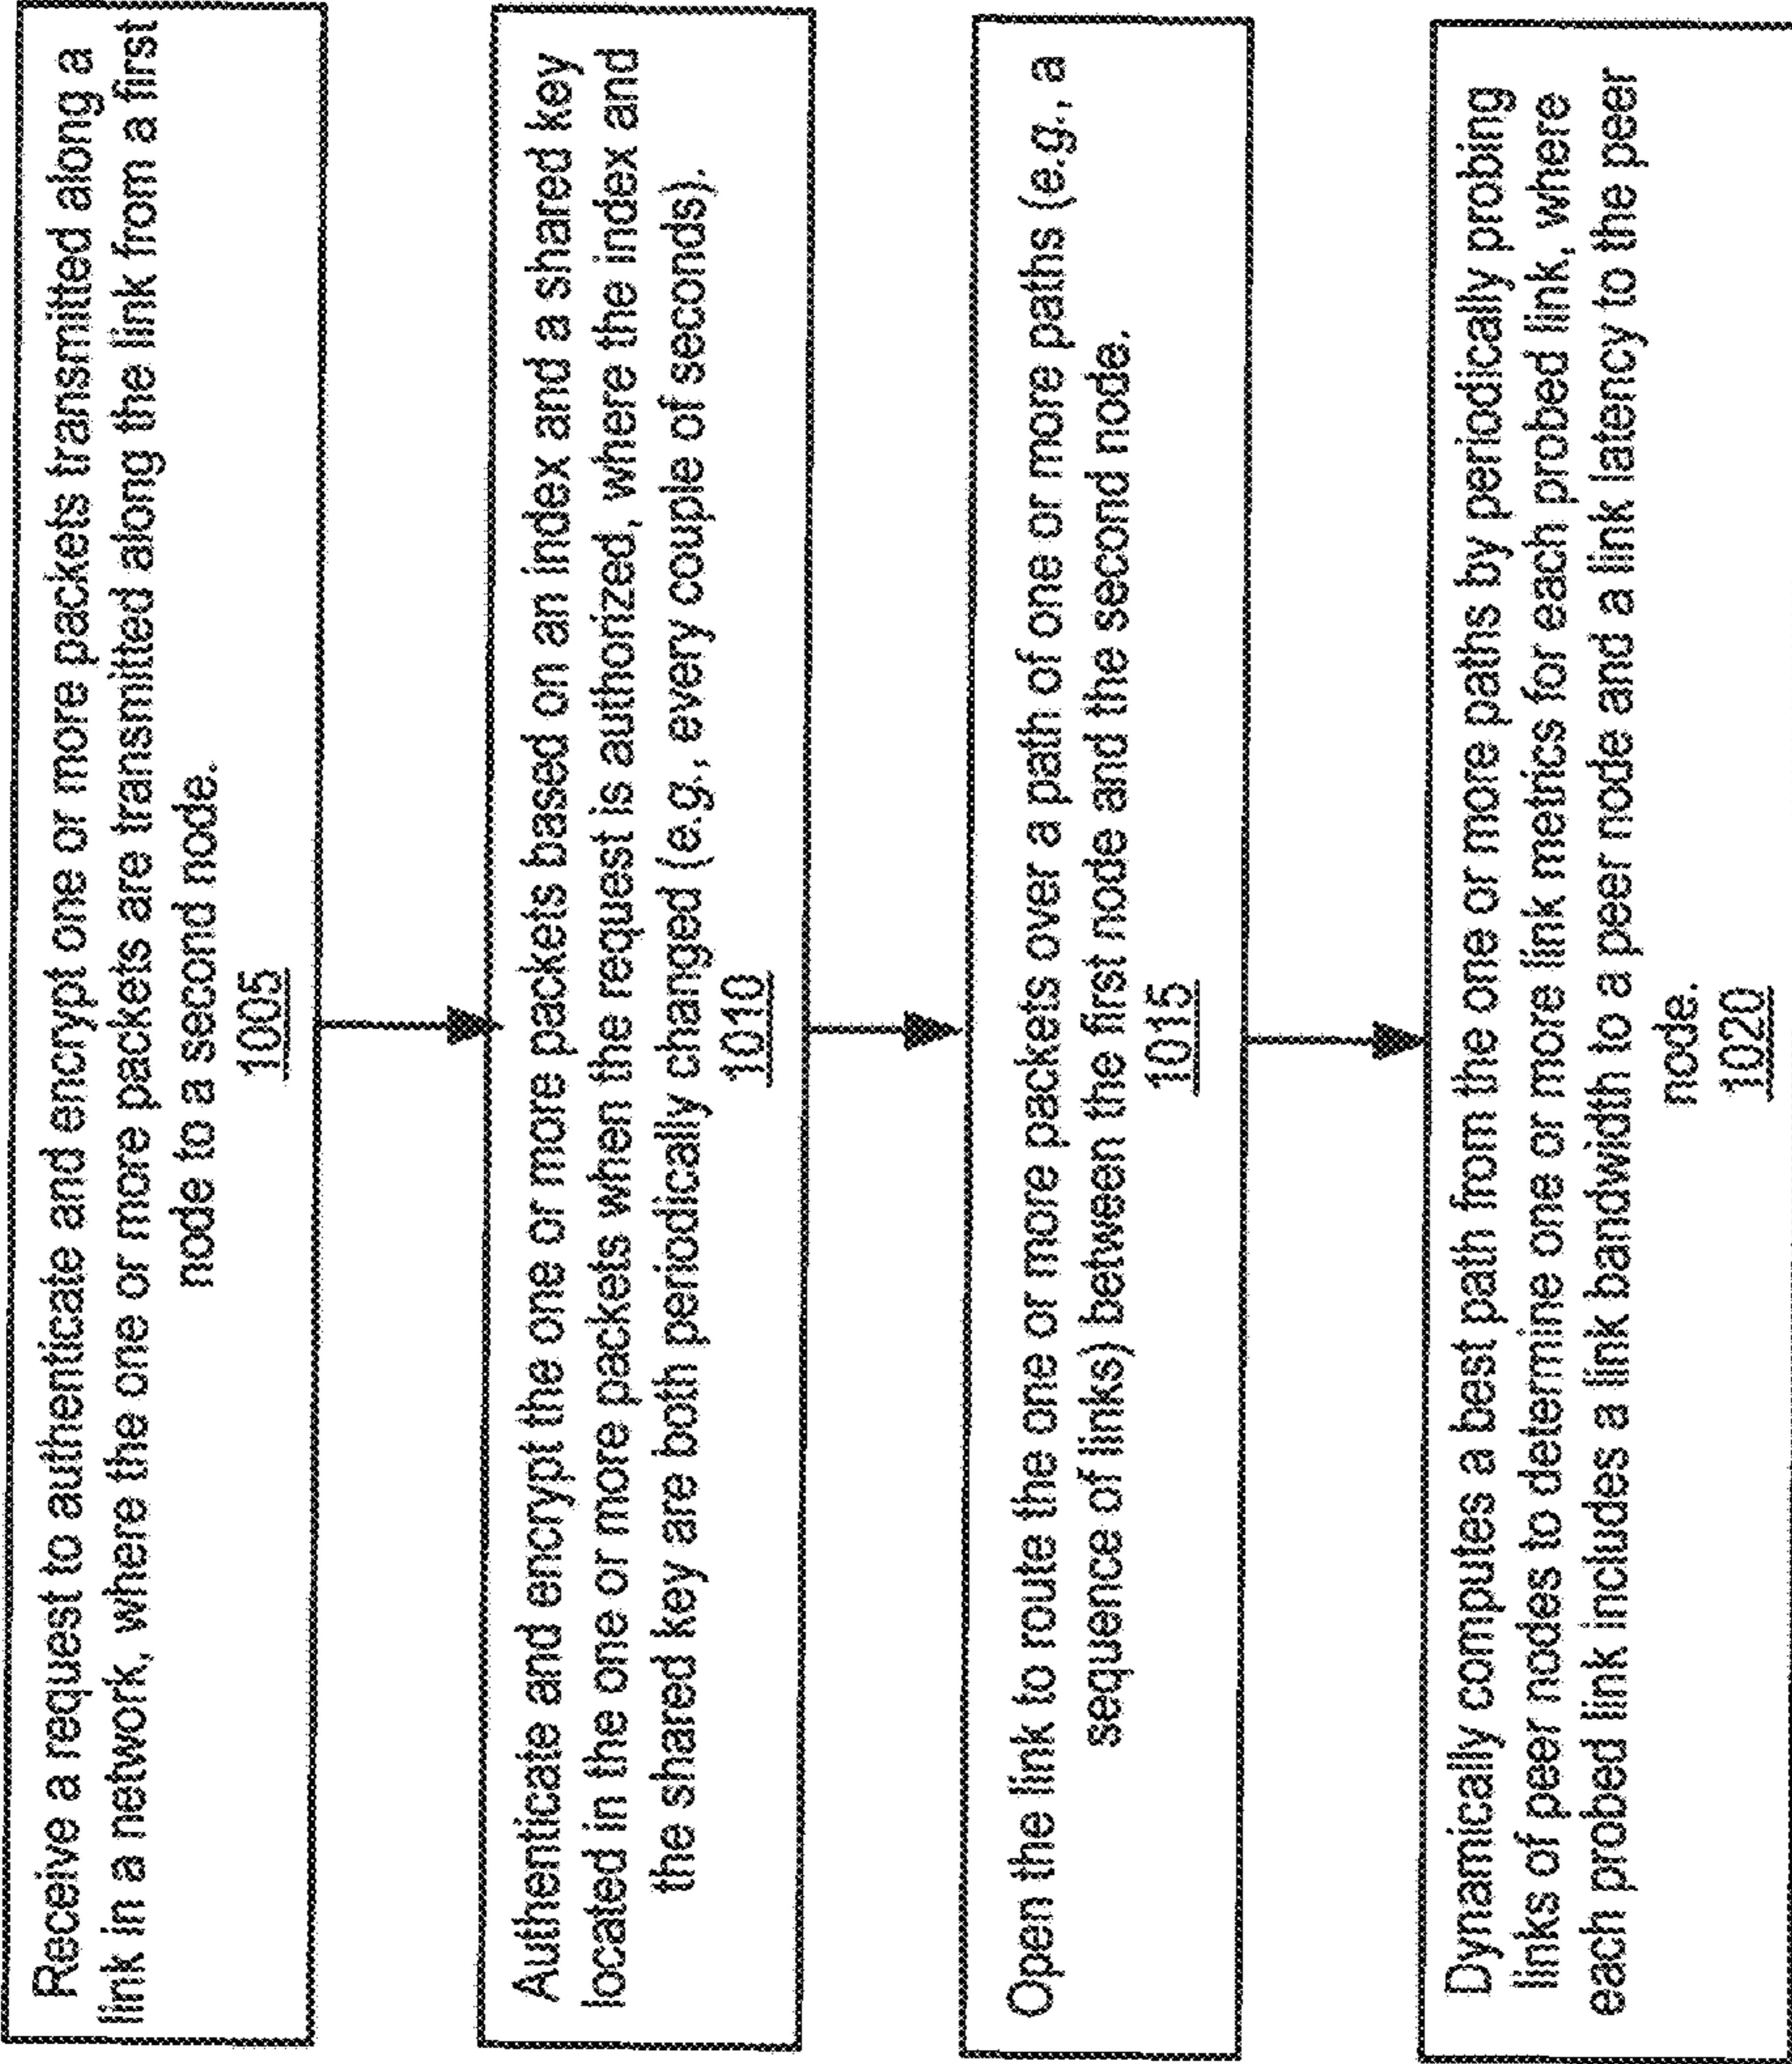 Receive a request to authenticate and encrypt one or more packets transmitted along a
link in a network, where the one or more packets are transmitted along the link from a first
node to a second node.
1005
Authenticate and encrypt the one or more packets based on an index and a shared key
located in the one or more packets when the request is authorized, where the index and
the shared key are both periodically changed (e.g., every couple of seconds).
1010
Open the link to route the one or more packets over a path of one or more paths (e.g., a
sequence of links) between the first node and the second node.
1015
Dynamically computes a best path from the one or more paths by periodically probing
links of peer nodes to determine one or more link metrics for each probed link, where
each probed link includes a link bandwidth to a peer node and a link latency to the peer
node.
1020